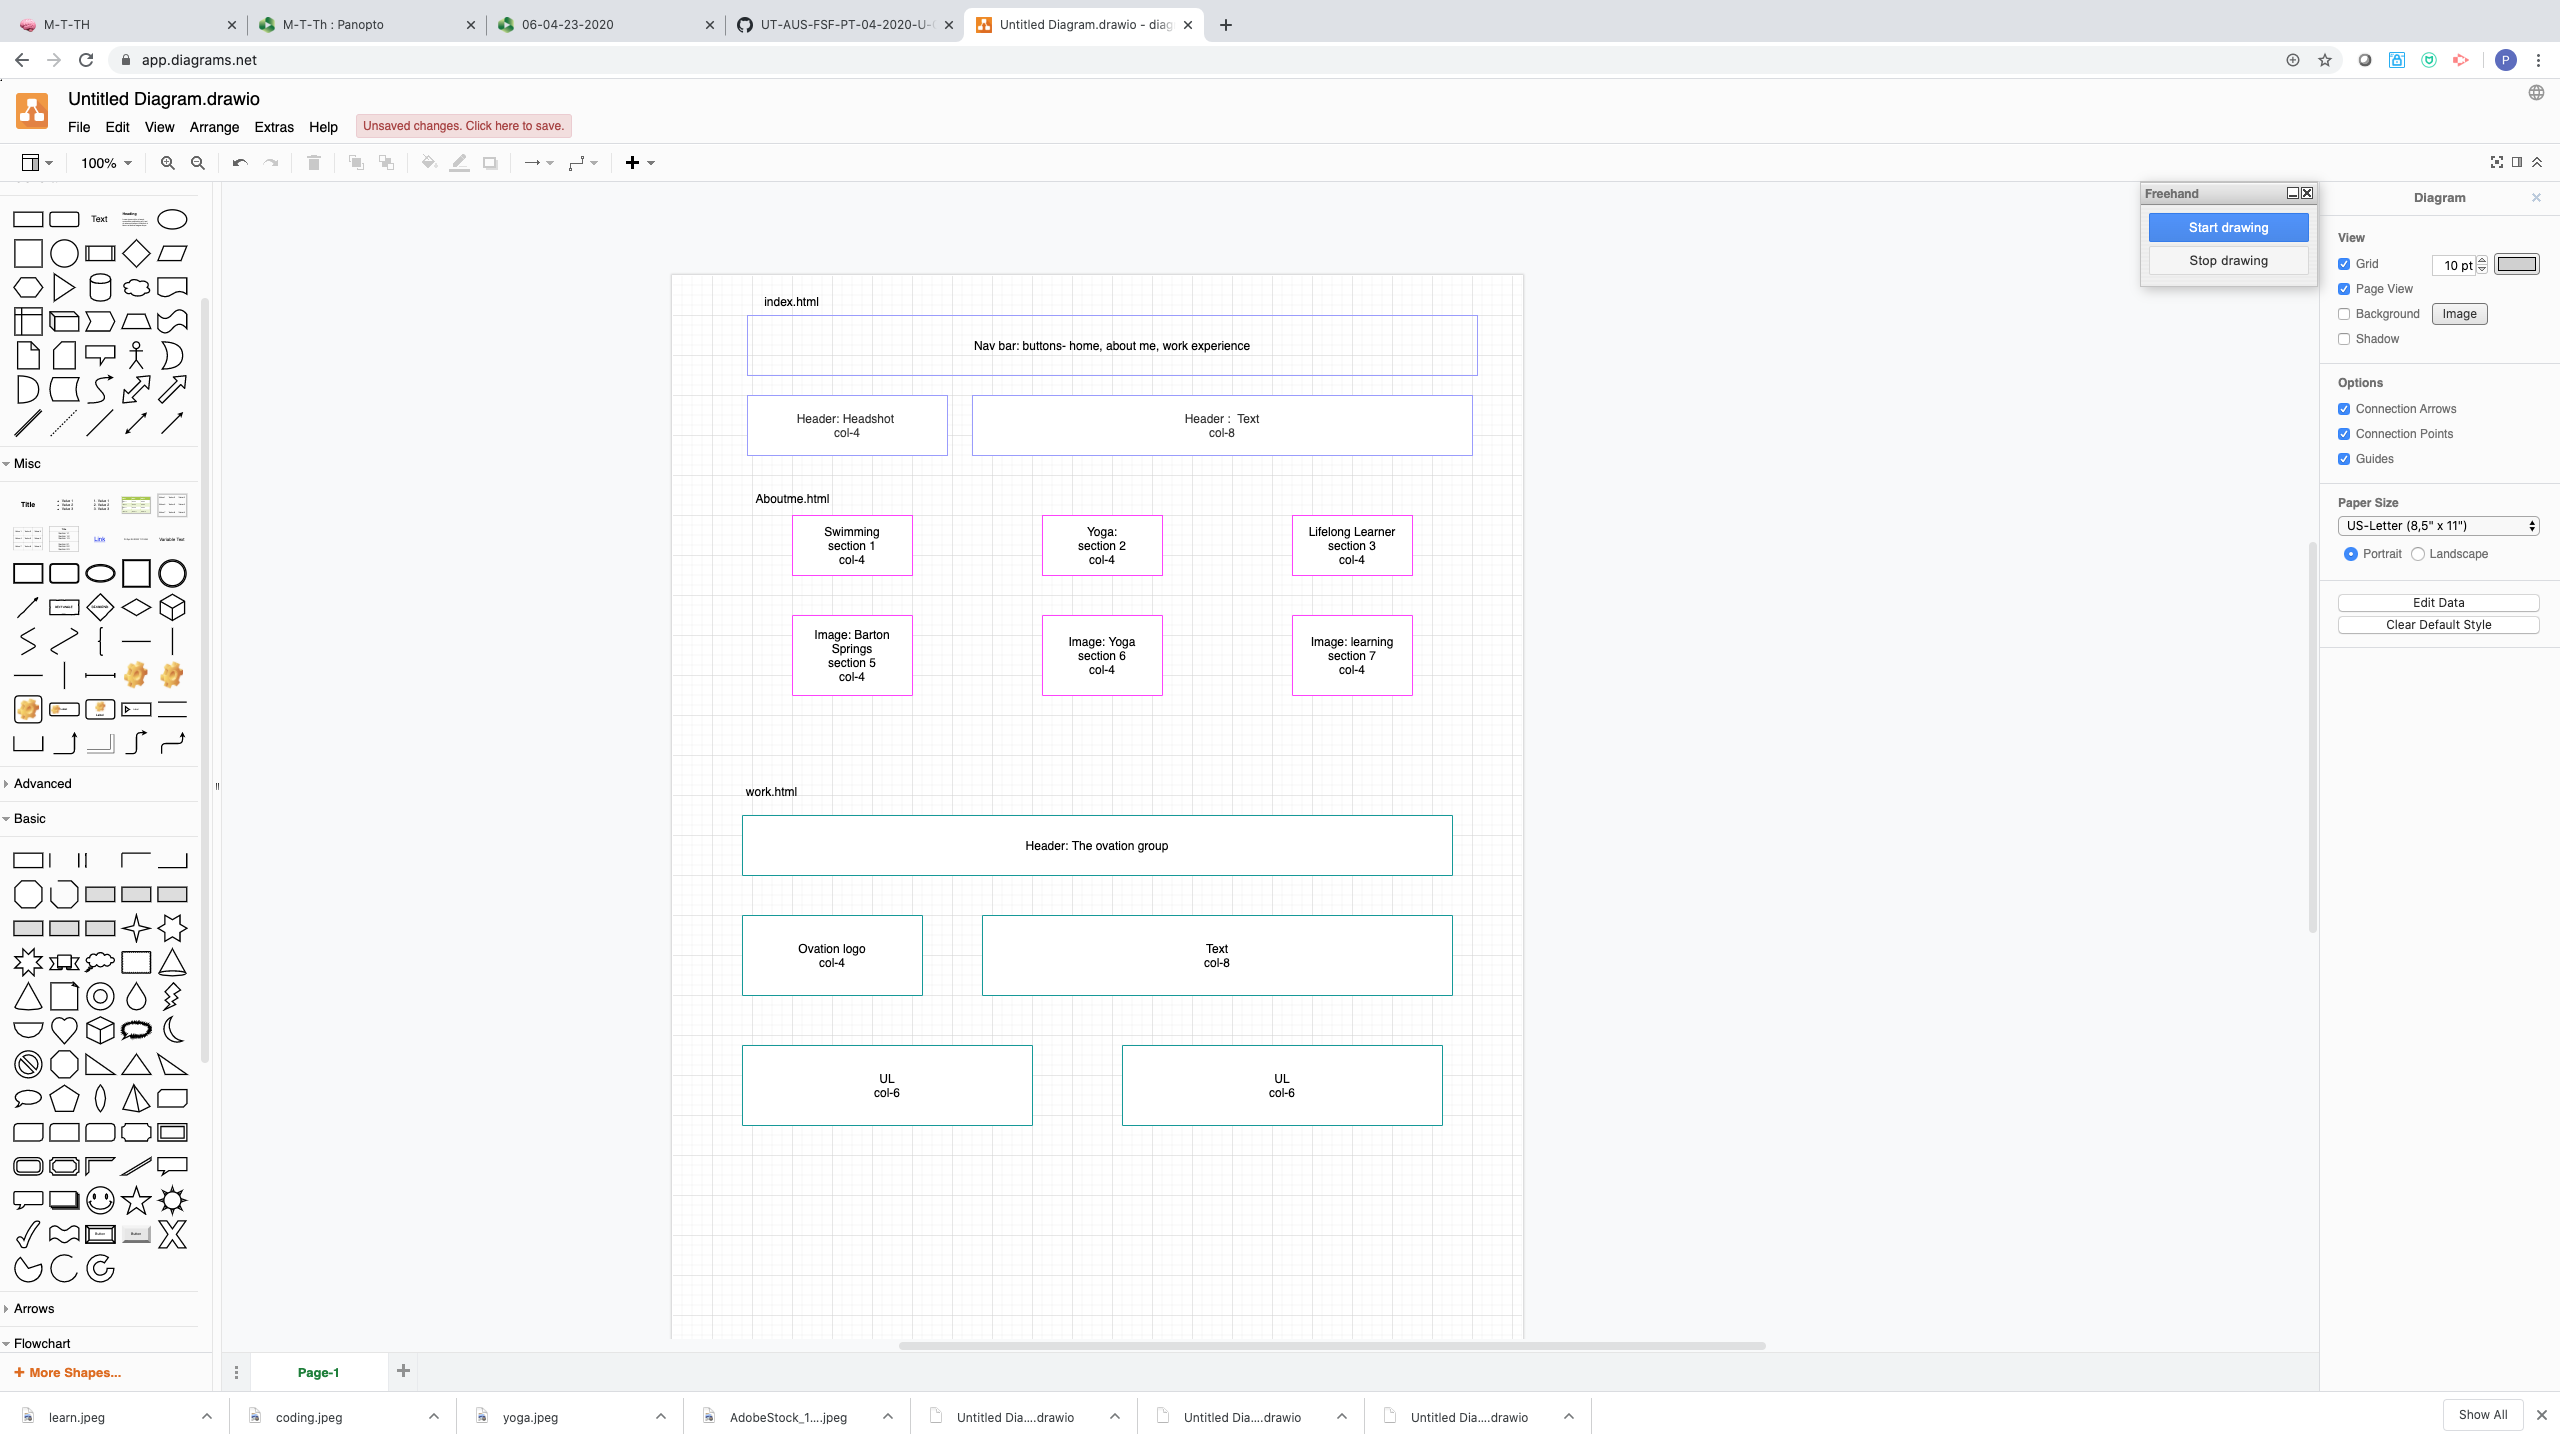 M-T-TH
M-T-Th : Panopto
06-04-23-2020
UT-AUS-FSF-PT-04-2020-U-
Untitled Diagram.drawio - diag
app.diagrams.net
P
Untitled Diagram.drawio
File Edit View Arrange Extras Help
Unsaved changes. Click here to save.
100%
Text
Heading
Misc
Title
Link
Variable Text
Advanced
Basic
Arrows
Flowchart
+ More Shapes...
index.html
Nav bar: buttons- home, about me, work experience
Header: Headshot
col-4
Header :  Text
col-8
Aboutme.html
Swimming
section 1
col-4
Yoga:
section 2
col-4
Lifelong Learner
section 3
col-4
Image: Barton
Springs
section 5
col-4
Image: Yoga
section 6
col-4
Image: learning
section 7
col-4
work.html
Header: The ovation group
Ovation logo
col-4
Text
col-8
UL
col-6
UL
col-6
Freehand
Start drawing
Stop drawing
Diagram
View
Grid
10 pt
Page View
Background
Image
Shadow
Options
Connection Arrows
Connection Points
Guides
Paper Size
US-Letter (8,5" x 11")
Portrait
Landscape
Edit Data
Clear Default Style
Page-1
learn.jpeg
coding.jpeg
yoga.jpeg
AdobeStock_1....jpeg
Untitled Dia....drawio
Untitled Dia....drawio
Untitled Dia....drawio
Show All